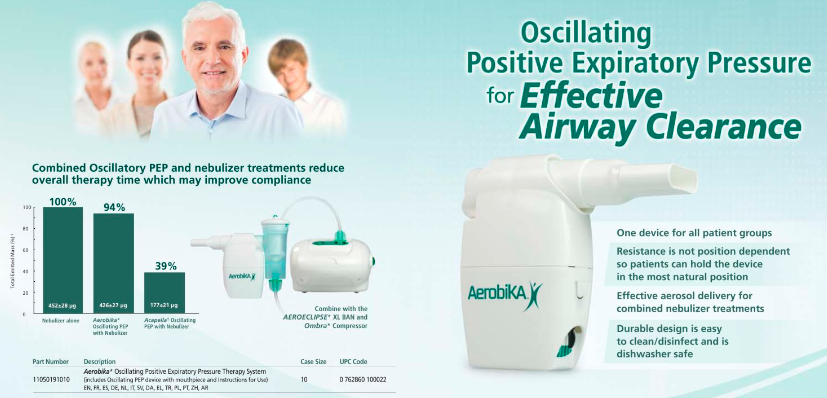 Combined Oscillatory PEP and nebulizer treatments reduce
overall therapy time which may improve compliance
Total Emitted Mass (%)
100
80
60
40
20
0
100%
94%
39%
452±28 µg
426±27 µg
177±21 µg
Nebulizer alone
Aerobika* Oscillating PEP with Nebulizer
Acapella® Oscillating PEP with Nebulizer
AerobiKA
Combine with the
AEROECLIPSE* XL BAN and
Ombra* Compressor
Part Number Description Case Size UPC Code
Aerobika* Oscillating Positive Expiratory Pressure Therapy System
11050191010 (includes Oscillating PEP device with mouthpiece and Instructions for Use) 10 0 762860 100022
EN, FR, ES, DE, NL, IT, SV, DA, EL, TR, PL, PT, ZH, AR
Oscillating
Positive Expiratory Pressure
for Effective
Airway Clearance
AerobiKA
One device for all patient groups
Resistance is not position dependent
so patients can hold the device
in the most natural position
Effective aerosol delivery for
combined nebulizer treatments
Durable design is easy
to clean/disinfect and is
dishwasher safe